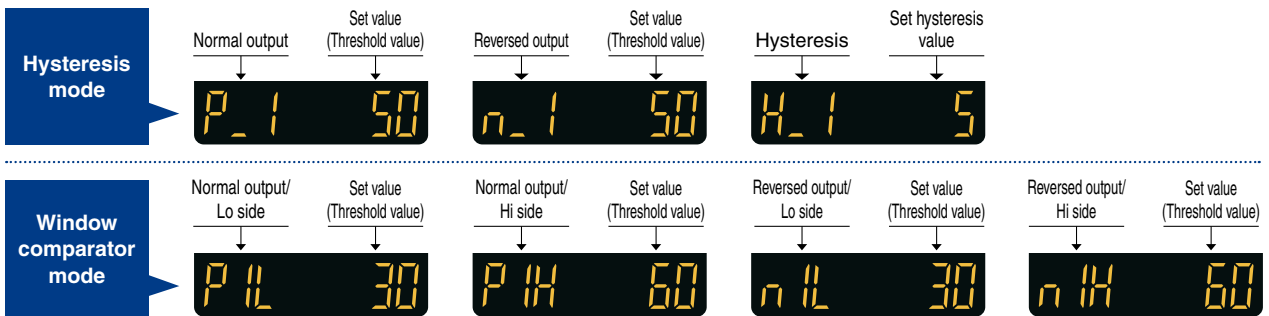 Hysteresis
mode
Normal output
Set value
(Threshold value)
P_1 50
Reversed output
Set value
(Threshold value)
n_1 50
Hysteresis
Set hysteresis
value
H_1 5
Window
comparator
mode
Normal output/
Lo side
Set value
(Threshold value)
P1L 30
Normal output/
Hi side
Set value
(Threshold value)
P1H 60
Reversed output/
Lo side
Set value
(Threshold value)
n1L 30
Reversed output/
Hi side
Set value
(Threshold value)
n1H 60